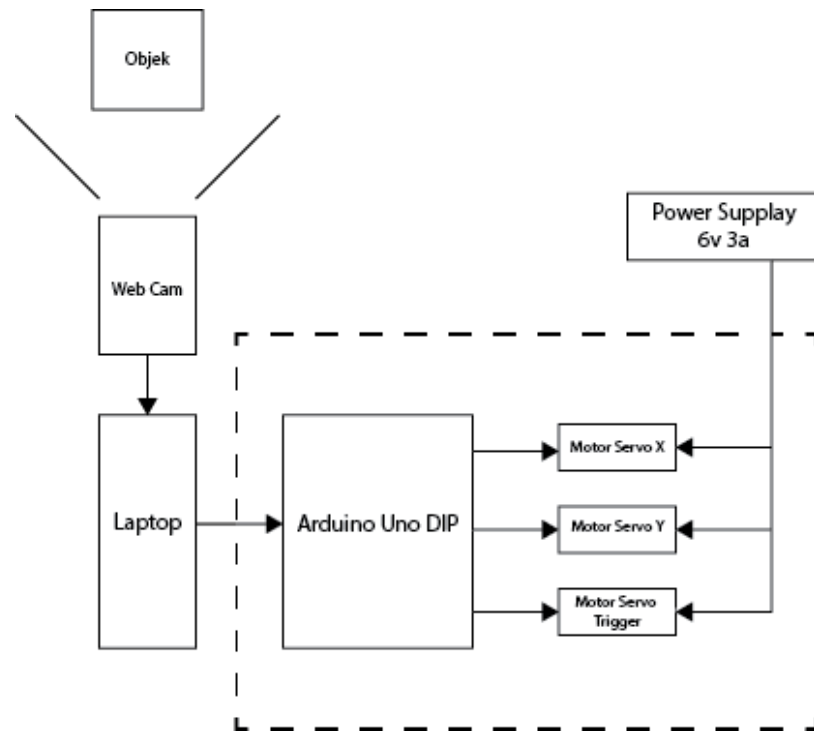 Objek
Web Cam
Power Supplay
6v 3a
Laptop
Arduino Uno DIP
Motor Servo X
Motor Servo Y
Motor Servo
Trigger